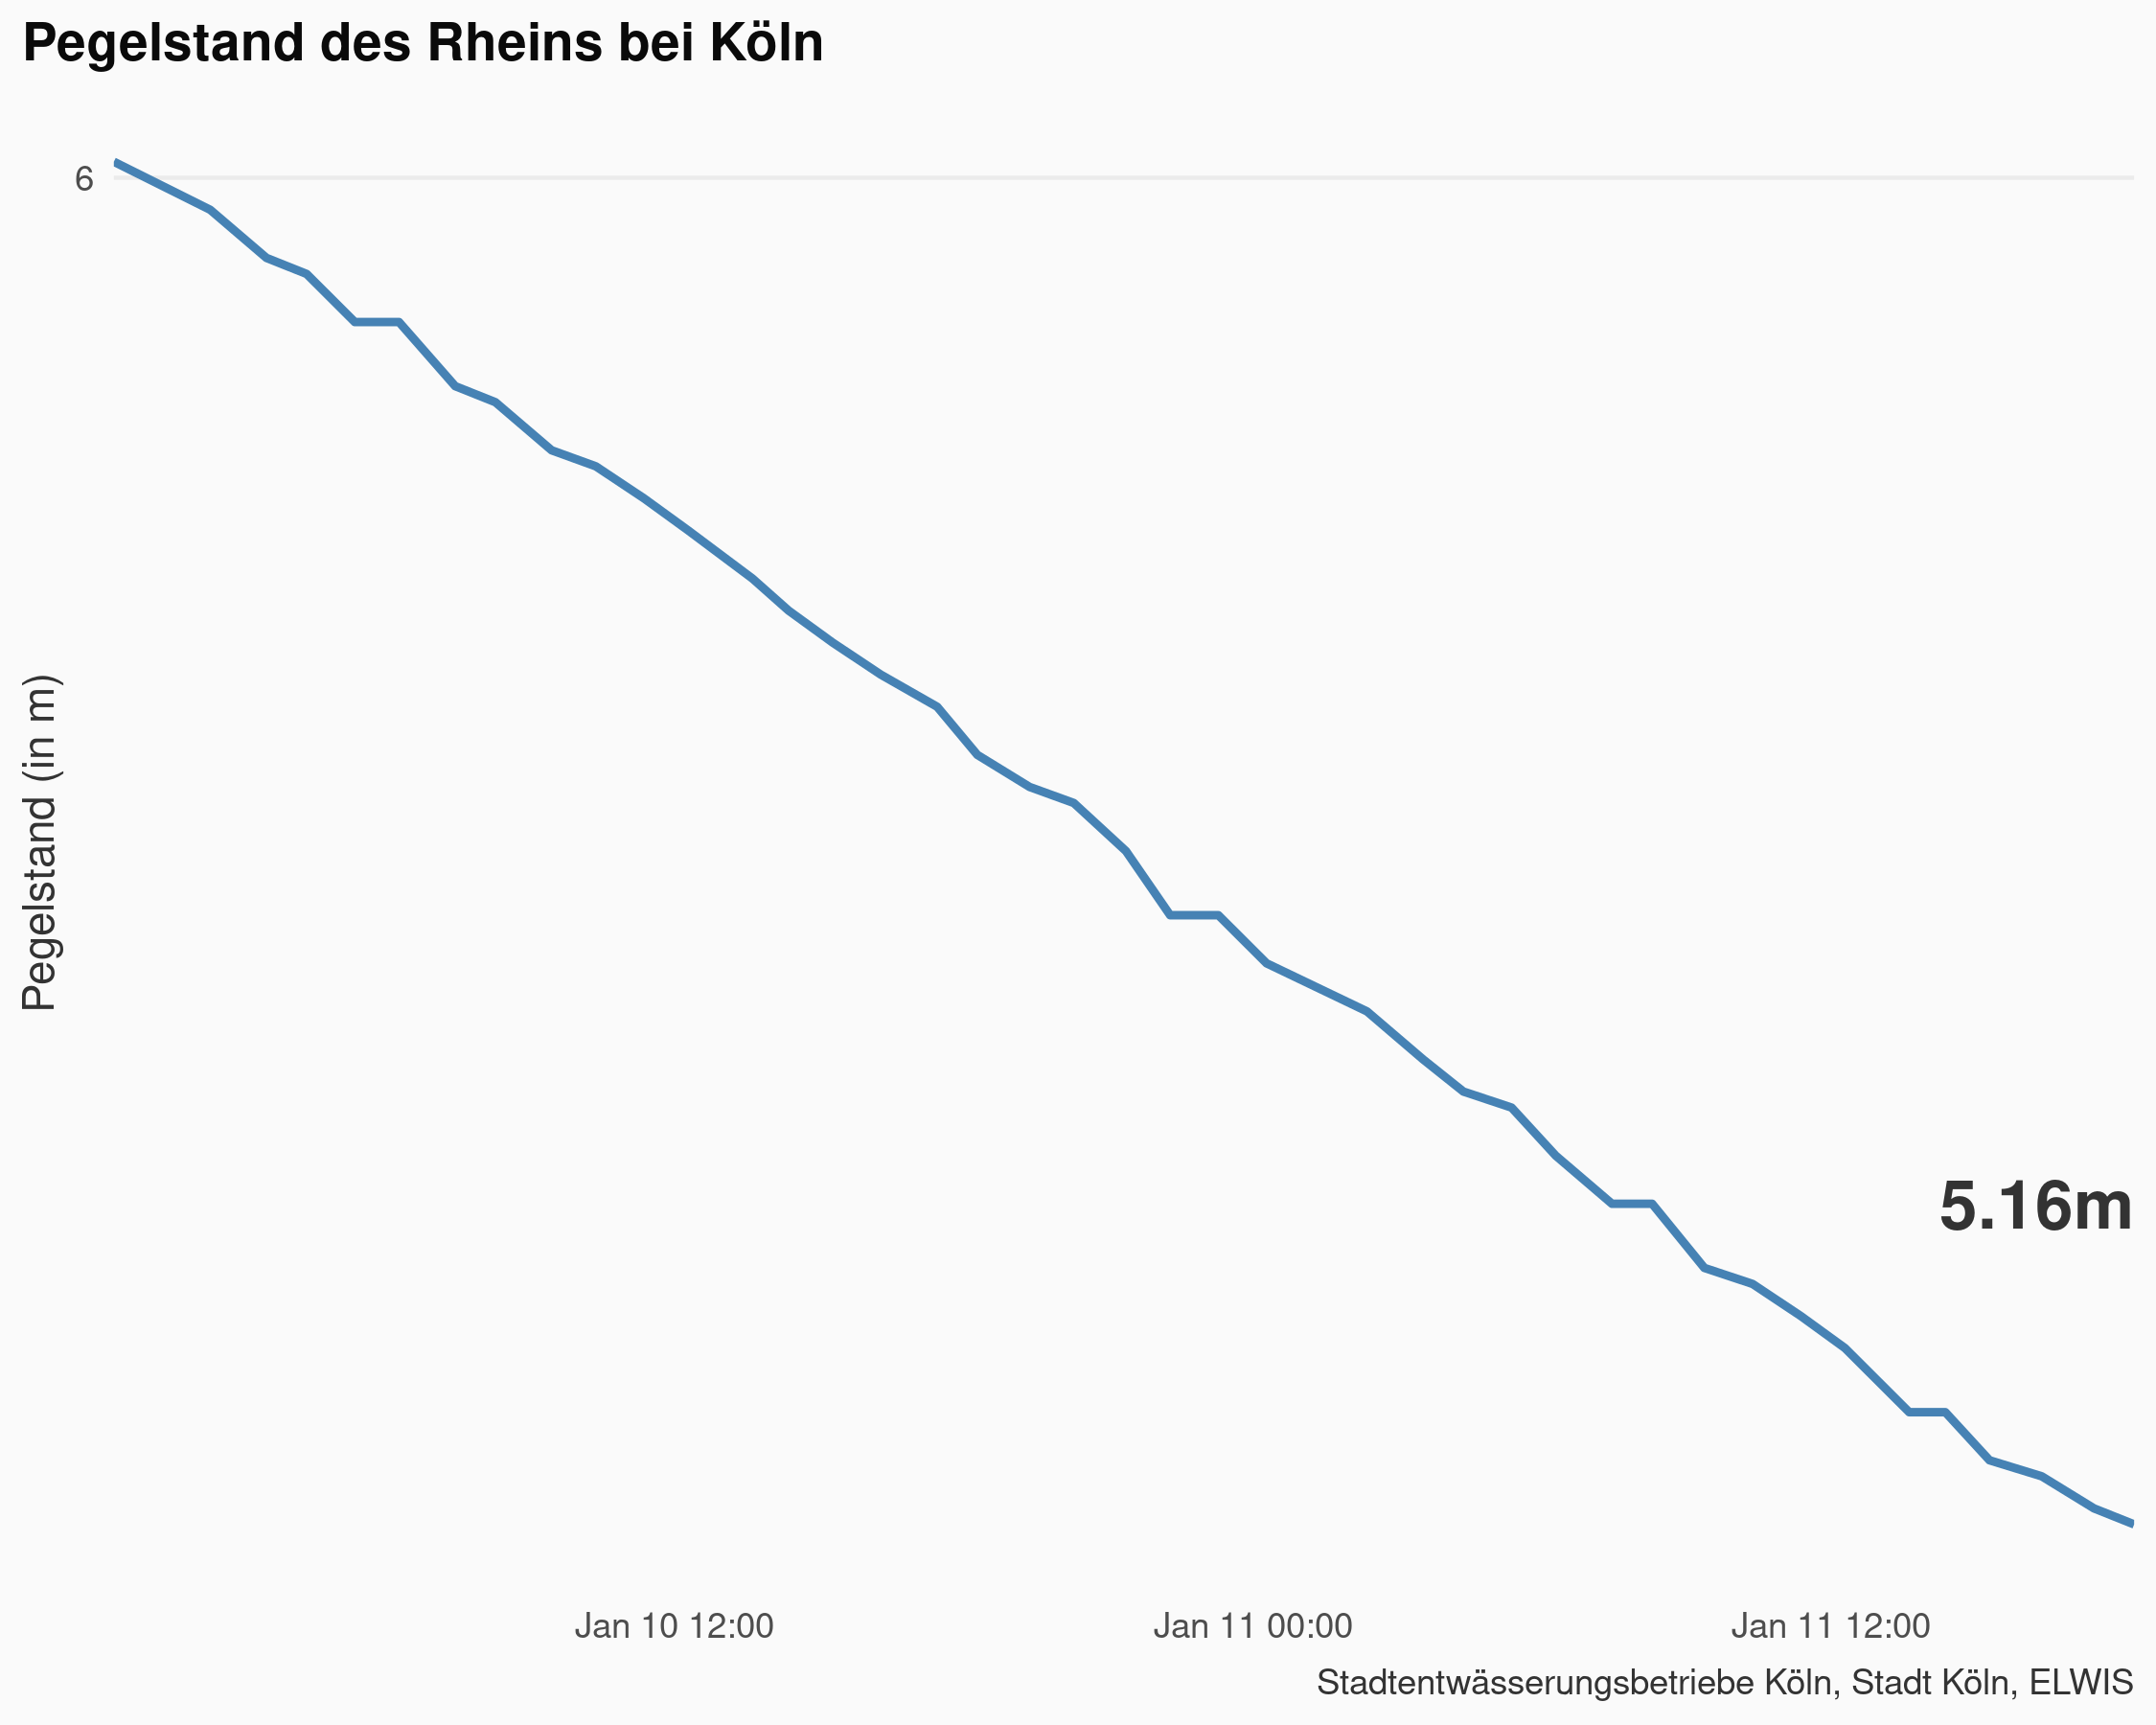 Pegelstand des Rheins bei Köln
6
Pegelstand (in m)
5.16m
Jan 10 12:00
Jan 11 00:00
Jan 11 12:00
Stadtentwässerungsbetriebe Köln, Stadt Köln, ELWIS